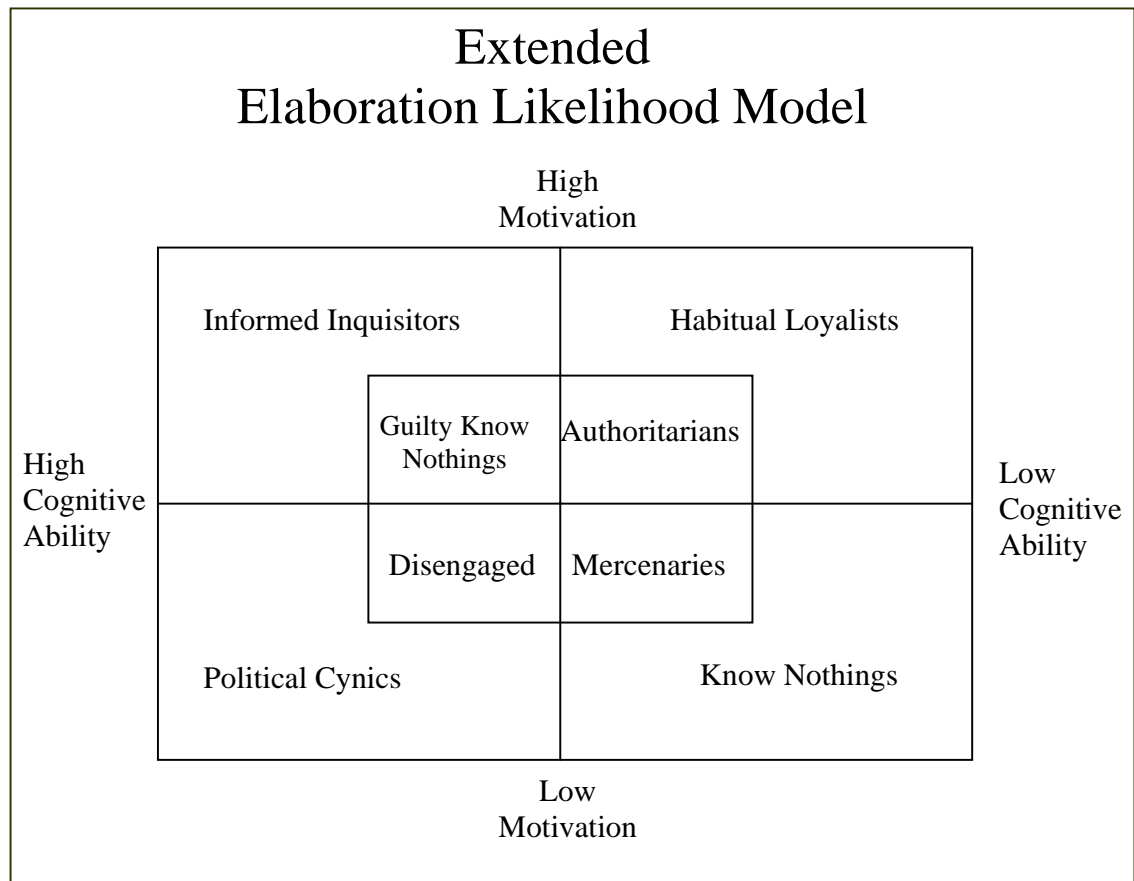 Extended
Elaboration Likelihood Model
High
Motivation
Informed Inquisitors
Habitual Loyalists
Guilty Know
Nothings
Authoritarians
High
Cognitive
Ability
Low
Cognitive
Ability
Disengaged
Mercenaries
Political Cynics
Know Nothings
Low
Motivation